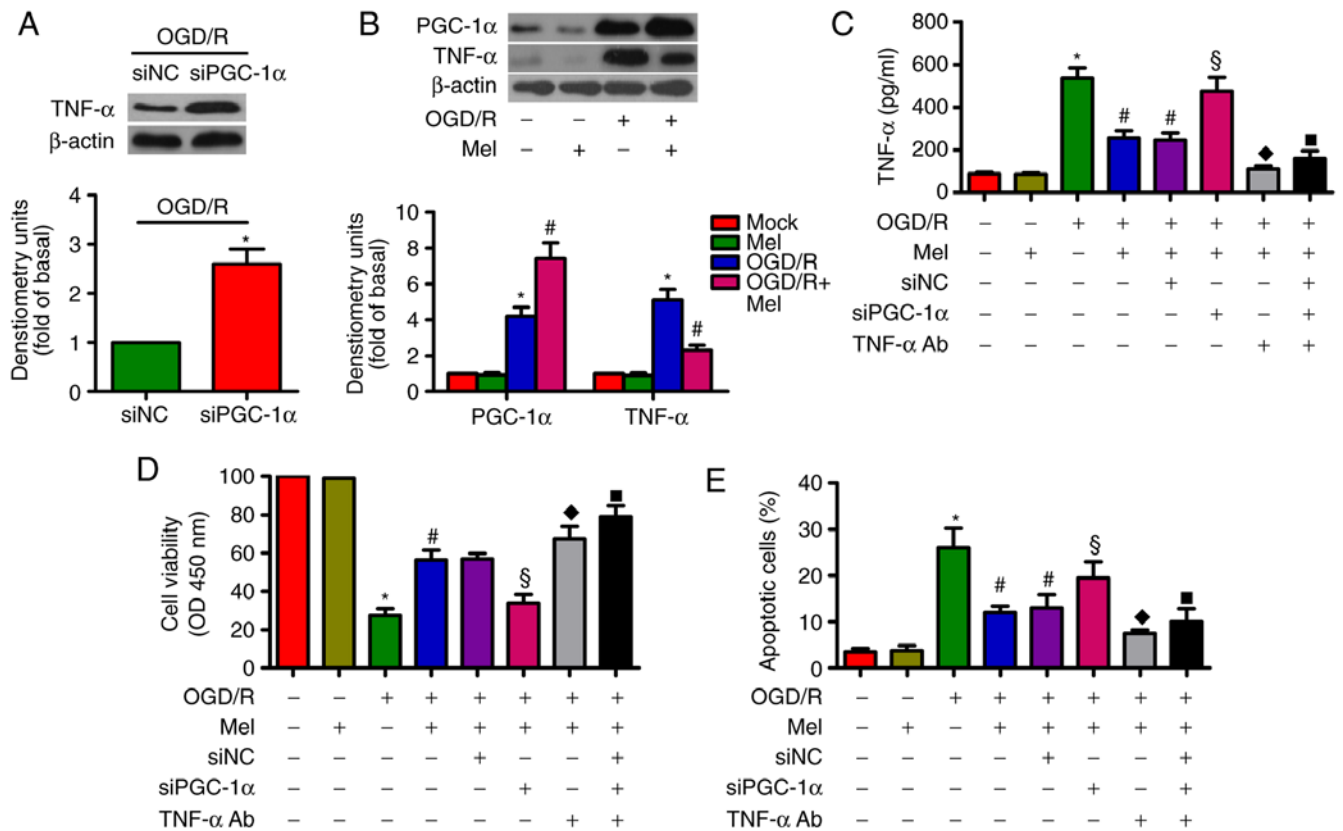 A
OGD/R
siNC siPGC-1α
TNF-α
β-actin
Denstiometry units
(fold of basal)
4
3
2
1
0
OGD/R
*
siNC
siPGC-1α
B
PGC-1α
TNF-α
β-actin
OGD/R – – + +
Mel – + – +
Denstiometry units
(fold of basal)
10
8
6
4
2
0
* # * #
PGC-1α
TNF-α
Mock
Mel
OGD/R
OGD/R+
Mel
C
TNF-α (pg/ml)
800
600
400
200
0
* # # § ◆ ■
OGD/R – – + + + + + +
Mel – + – + + + + +
siNC – – – – + – – +
siPGC-1α – – – – – + – +
TNF-α Ab – – – – – – + +
D
Cell viability
(OD 450 nm)
100
80
60
40
20
0
* # § ◆ ■
OGD/R – – + + + + + +
Mel – + – + + + + +
siNC – – – – + – – +
siPGC-1α – – – – – + – +
TNF-α Ab – – – – – – + +
E
Apoptotic cells (%)
40
30
20
10
0
* # # § ◆ ■
OGD/R – – + + + + + +
Mel – + – + + + + +
siNC – – – – + – – +
siPGC-1α – – – – – + – +
TNF-α Ab – – – – – – + +